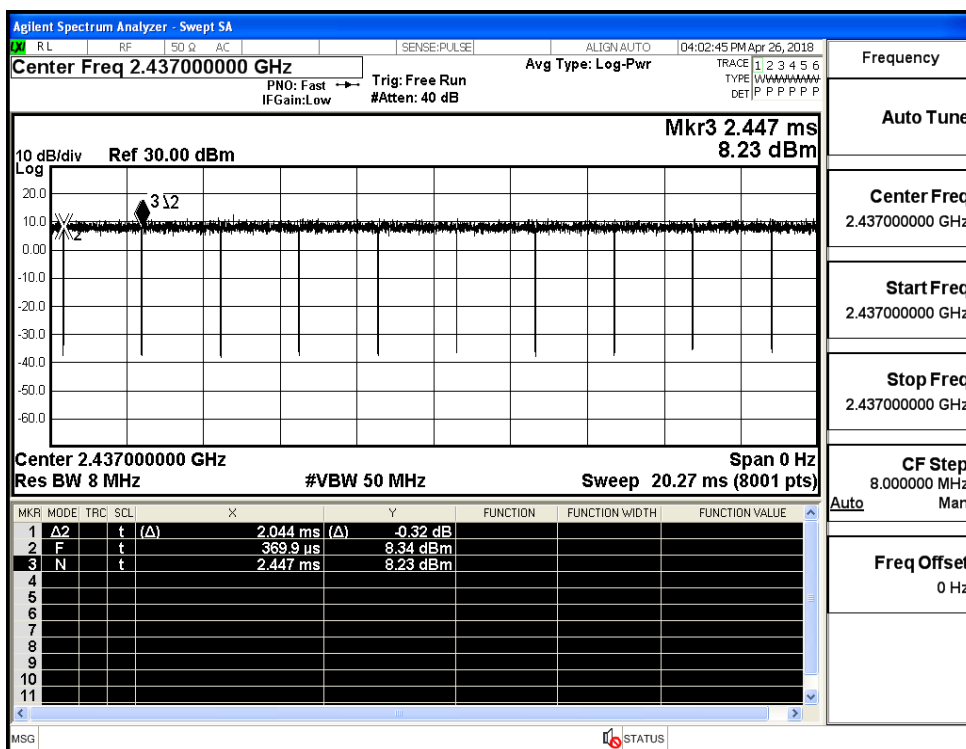 Agilent Spectrum Analyzer - Swept SA
LXI RL RF 50 Ω AC SENSE:PULSE ALIGN AUTO 04:02:45 PM Apr 26, 2018
Center Freq 2.437000000 GHz
PNO: Fast
IFGain:Low
Trig: Free Run
#Atten: 40 dB
Avg Type: Log-Pwr
TRACE 1 2 3 4 5 6
TYPE WWWWWW
DET P P P P P P
Mkr3 2.447 ms
8.23 dBm
10 dB/div Ref 30.00 dBm
Log
20.0
10.0
0.00
-10.0
-20.0
-30.0
-40.0
-50.0
-60.0
2
3Δ2
Center 2.437000000 GHz Span 0 Hz
Res BW 8 MHz #VBW 50 MHz Sweep 20.27 ms (8001 pts)
MKR MODE TRC SCL X Y FUNCTION FUNCTION WIDTH FUNCTION VALUE
1 Δ2 t (Δ) 2.044 ms (Δ) -0.32 dB
2 F t 369.9 µs 8.34 dBm
3 N t 2.447 ms 8.23 dBm
4
5
6
7
8
9
10
11
MSG STATUS
Frequency
Auto Tune
Center Freq
2.437000000 GHz
Start Freq
2.437000000 GHz
Stop Freq
2.437000000 GHz
CF Step
8.000000 MHz
Auto Man
Freq Offset
0 Hz